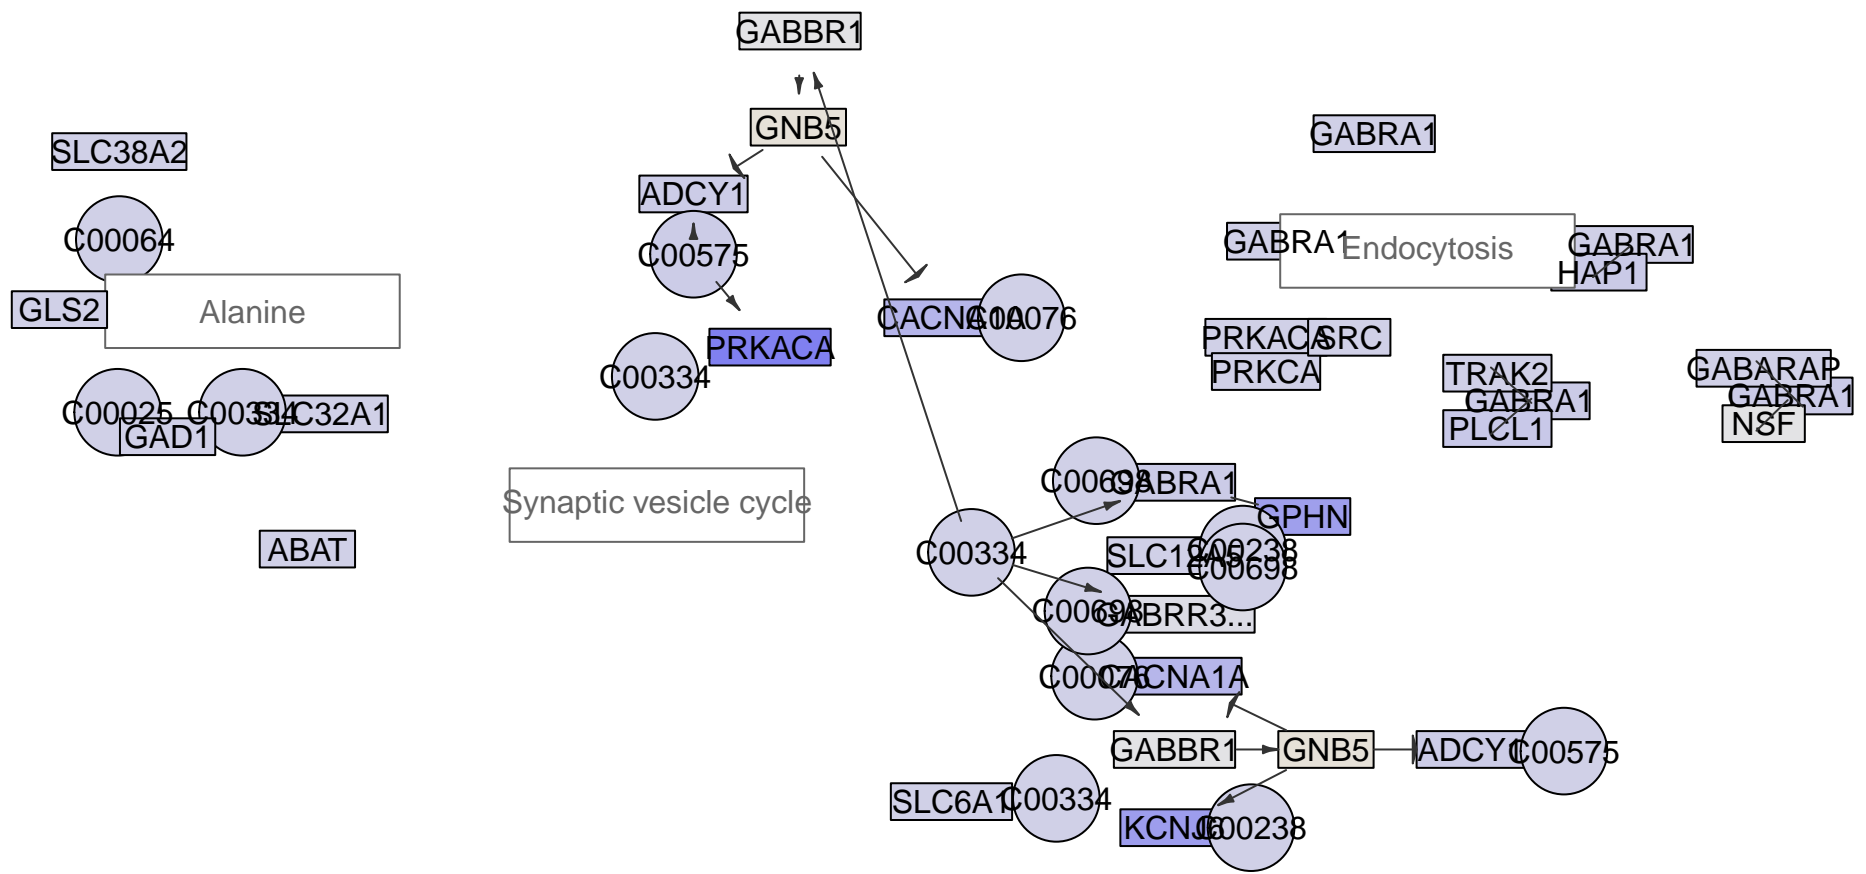 GABBR1
GNB5
SLC38A2
GABRA1
ADCY1
C00064
C00575
GABRA1
Endocytosis
GABRA1
HAP1
GLS2
Alanine
CACNA1A
C00076
PRKACA
C00334
PRKACA
SRC
PRKCA
TRAK2
GABRA1
PLCL1
GABARAP
GABRA1
NSF
C00025
C00334
SLC32A1
GAD1
Synaptic vesicle cycle
C00698
GABRA1
GPHN
ABAT
C00334
SLC12A5
C00238
C00698
C00698
GABRR3...
C00076
CACNA1A
GABBR1
GNB5
ADCY1
C00575
SLC6A1
C00334
KCNJ6
C00238